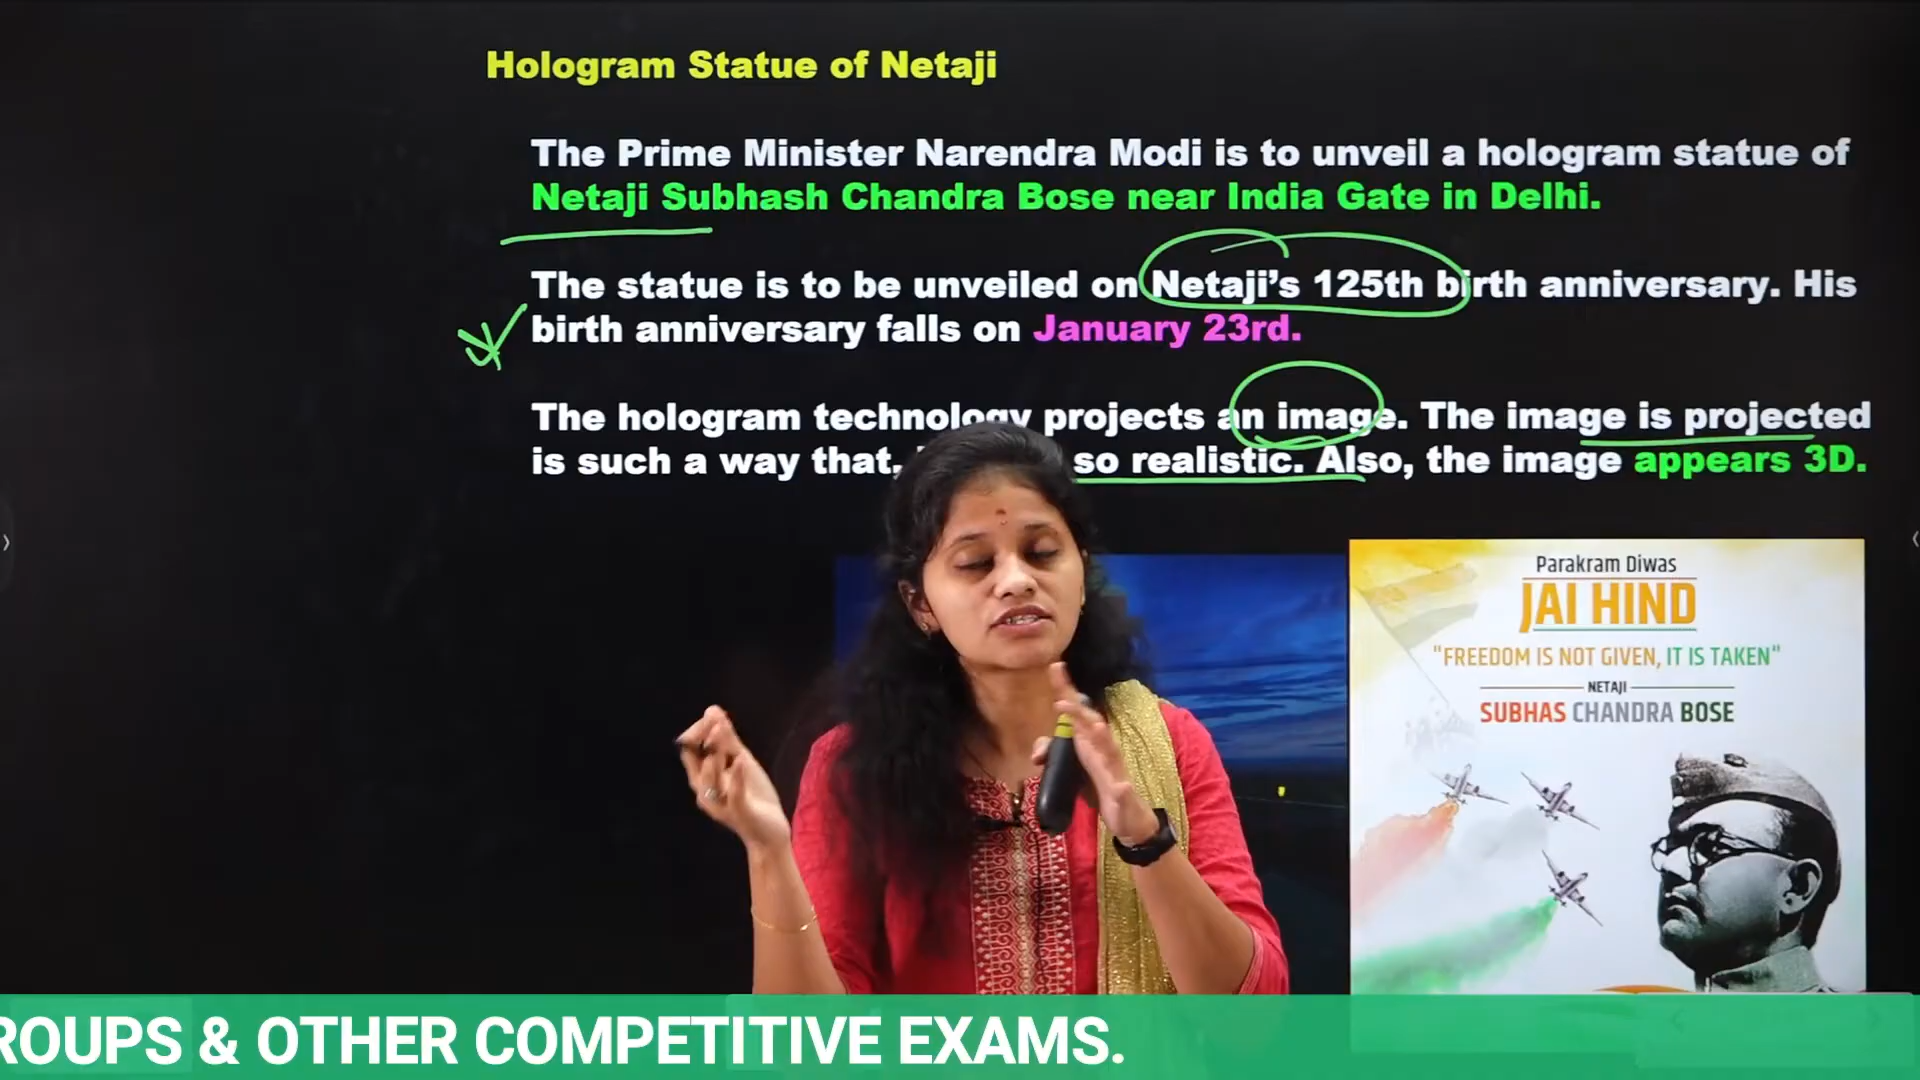 Hologram Statue of Netaji
The Prime Minister Narendra Modi is to unveil a hologram statue of
Netaji Subhash Chandra Bose near India Gate in Delhi.
The statue is to be unveiled on Netaji's 125th birth anniversary. His
birth anniversary falls on January 23rd.
The hologram technology projects an image. The image is projected
is such a way that, so realistic. Also, the image appears 3D.
Parakram Diwas
JAI HIND
"FREEDOM IS NOT GIVEN, IT IS TAKEN"
NETAJI
SUBHAS CHANDRA BOSE
ROUPS & OTHER COMPETITIVE EXAMS.